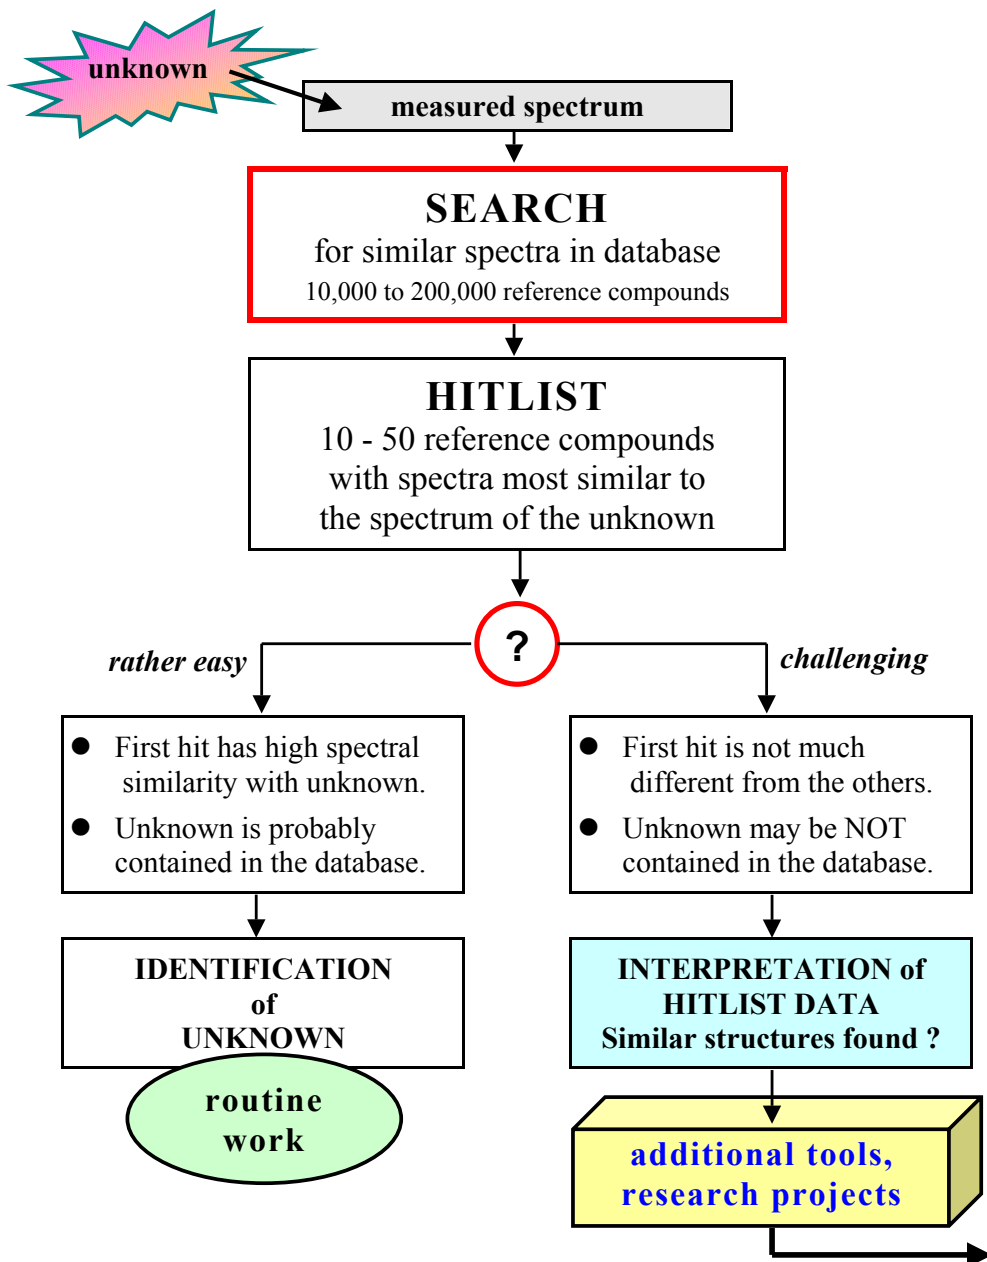 unknown
measured spectrum
SEARCH
for similar spectra in database
10,000 to 200,000 reference compounds
HITLIST
10 - 50 reference compounds
with spectra most similar to
the spectrum of the unknown
?
rather easy
challenging
● First hit has high spectral
similarity with unknown.
● Unknown is probably
contained in the database.
● First hit is not much
different from the others.
● Unknown may be NOT
contained in the database.
IDENTIFICATION
of
UNKNOWN
routine
work
INTERPRETATION of
HITLIST DATA
Similar structures found ?
additional tools,
research projects